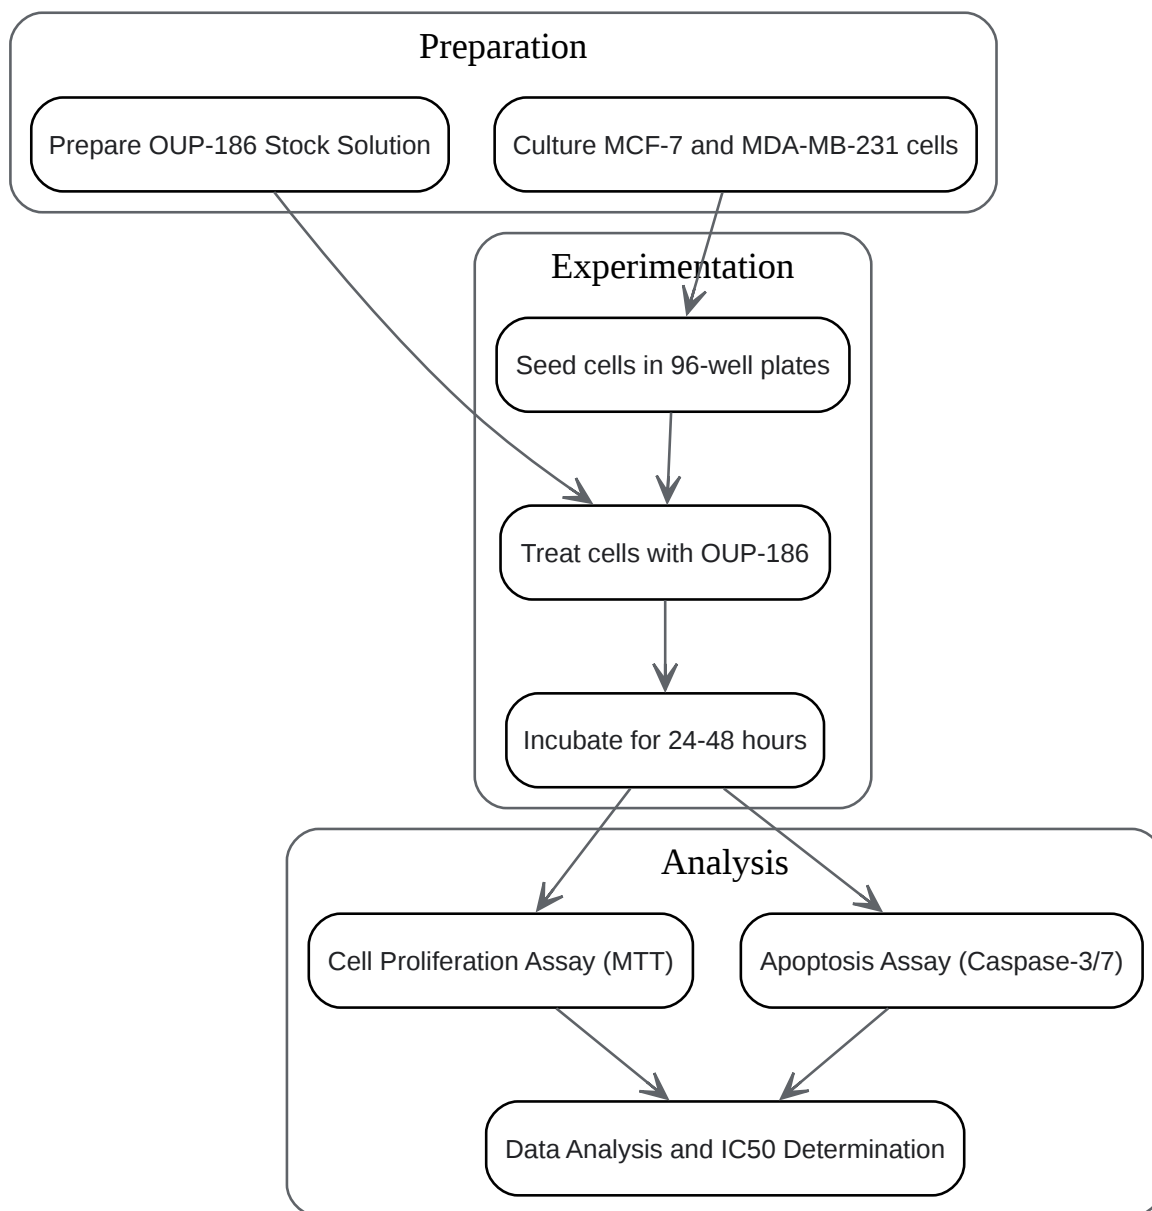 Preparation
Prepare OUP-186 Stock Solution
Culture MCF-7 and MDA-MB-231 cells
Experimentation
Seed cells in 96-well plates
Treat cells with OUP-186
Incubate for 24-48 hours
Analysis
Cell Proliferation Assay (MTT)
Apoptosis Assay (Caspase-3/7)
Data Analysis and IC50 Determination